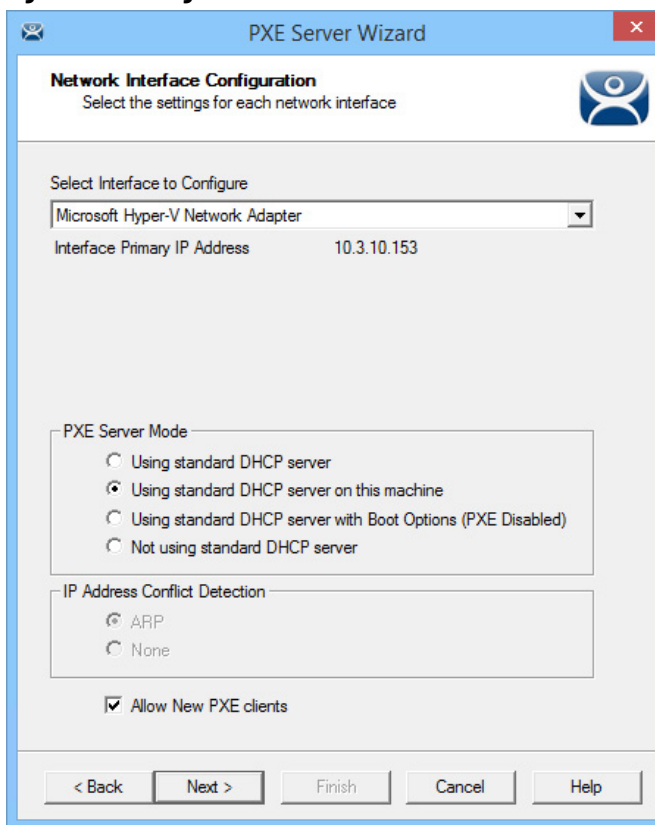 PXE Server Wizard
Network Interface Configuration
Select the settings for each network interface
Select Interface to Configure
Microsoft Hyper-V Network Adapter
Interface Primary IP Address 10.3.10.153
PXE Server Mode
Using standard DHCP server
Using standard DHCP server on this machine
Using standard DHCP server with Boot Options (PXE Disabled)
Not using standard DHCP server
IP Address Conflict Detection
ARP
None
Allow New PXE clients
< Back Next > Finish Cancel Help